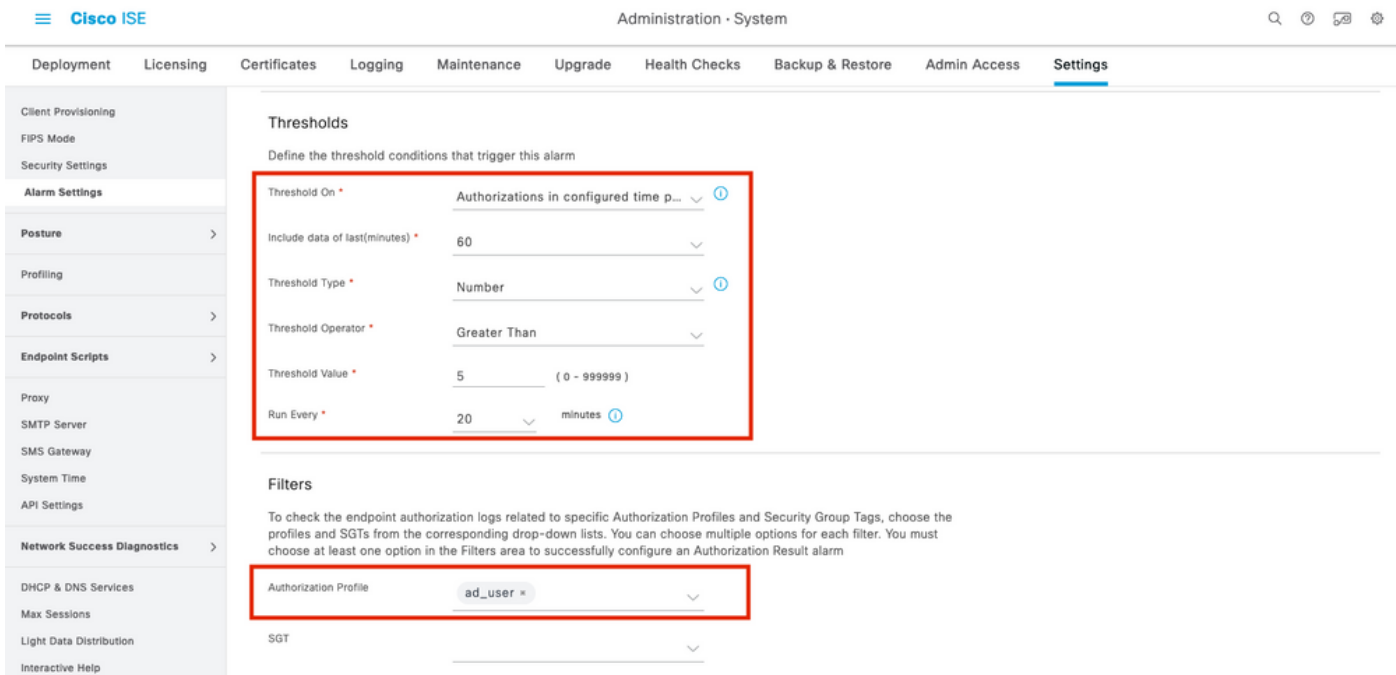 Cisco ISE
Administration · System
Deployment Licensing Certificates Logging Maintenance Upgrade Health Checks Backup & Restore Admin Access Settings
Client Provisioning
FIPS Mode
Security Settings
Alarm Settings
Posture
Profiling
Protocols
Endpoint Scripts
Proxy
SMTP Server
SMS Gateway
System Time
API Settings
Network Success Diagnostics
DHCP & DNS Services
Max Sessions
Light Data Distribution
Interactive Help
Thresholds
Define the threshold conditions that trigger this alarm
Threshold On * Authorizations in configured time p...
Include data of last(minutes) * 60
Threshold Type * Number
Threshold Operator * Greater Than
Threshold Value * 5 ( 0 - 999999 )
Run Every * 20 minutes
Filters
To check the endpoint authorization logs related to specific Authorization Profiles and Security Group Tags, choose the
profiles and SGTs from the corresponding drop-down lists. You can choose multiple options for each filter. You must
choose at least one option in the Filters area to successfully configure an Authorization Result alarm
Authorization Profile ad_user ×
SGT